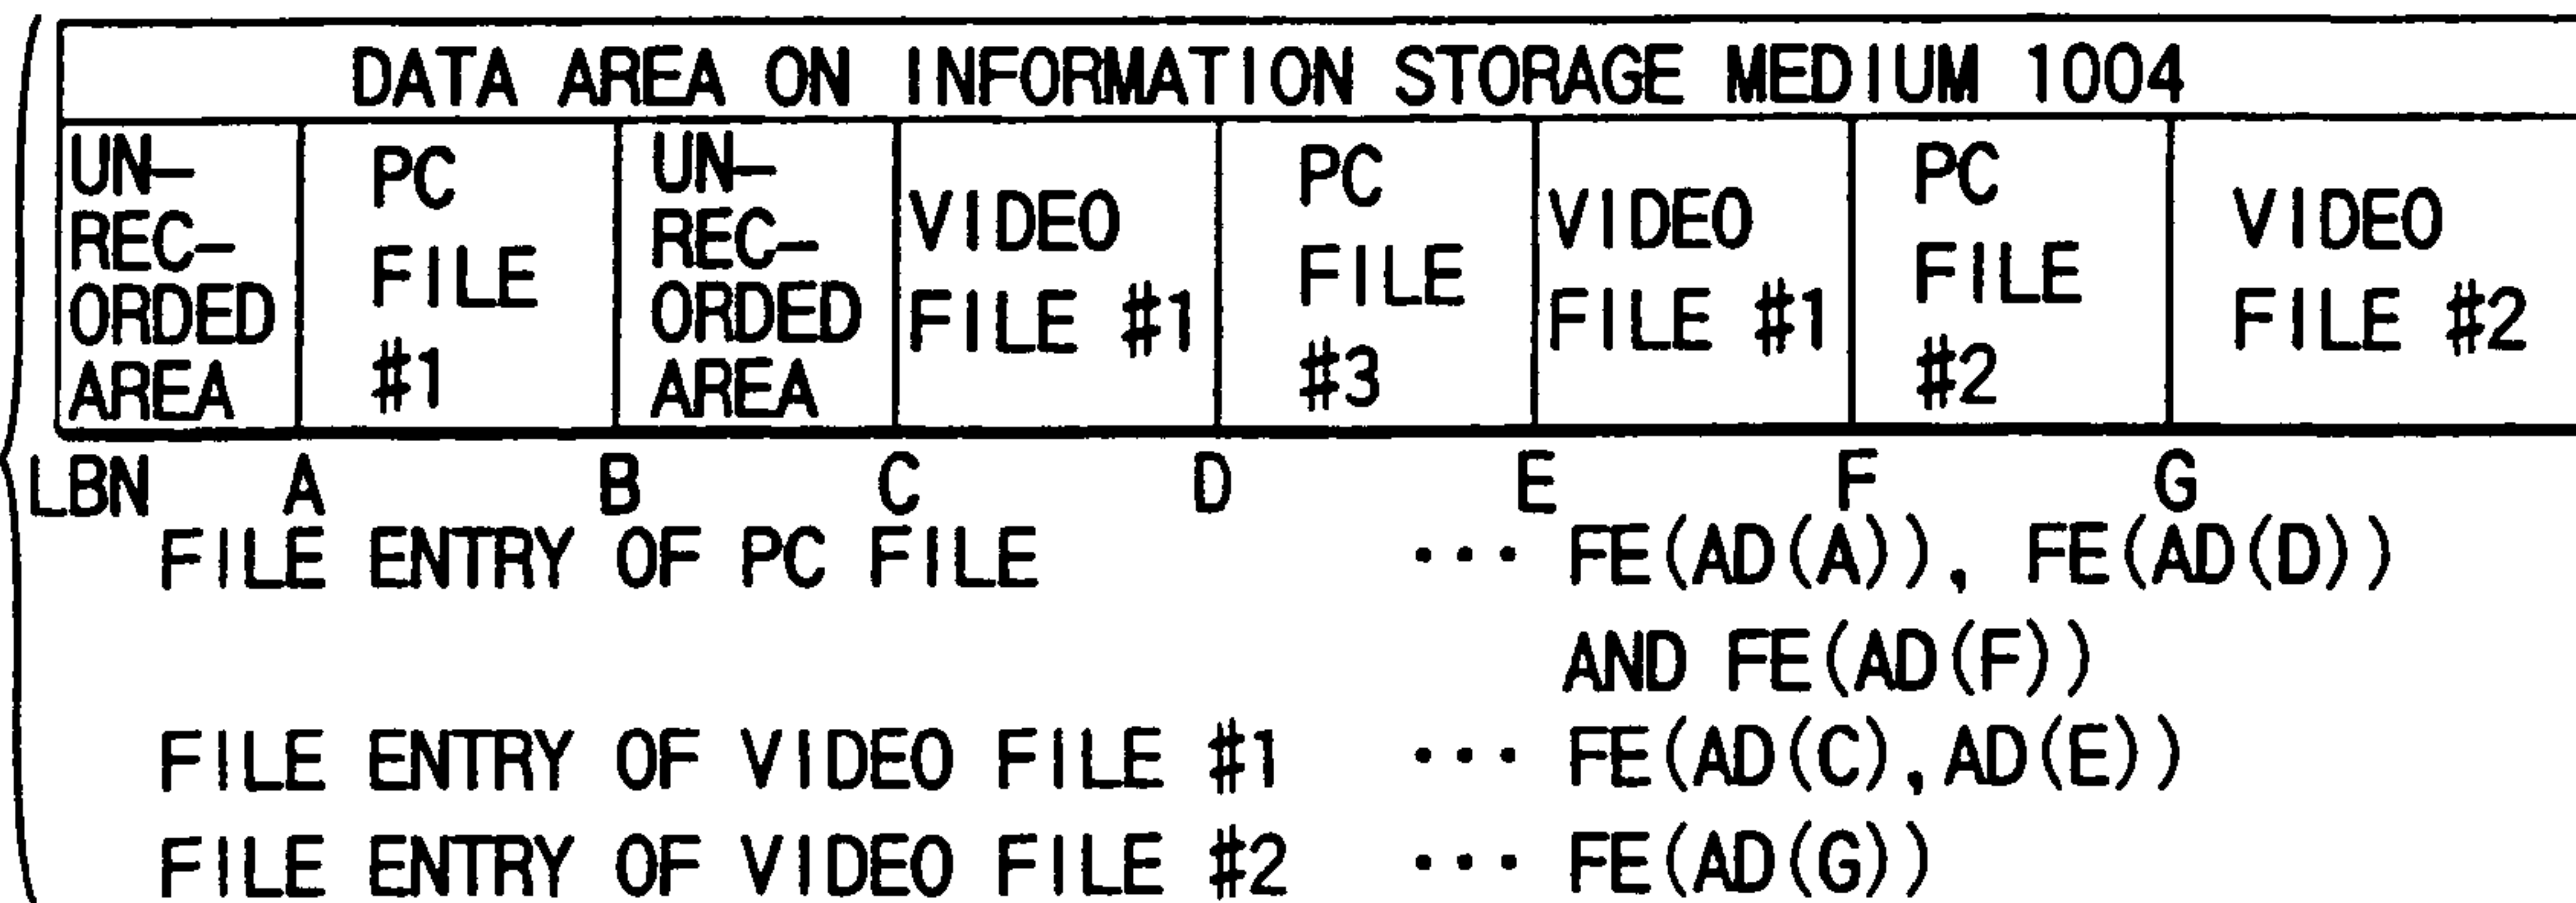 DATA AREA ON INFORMATION STORAGE MEDIUM 1004
UN-
REC-
ORDED
AREA
PC
FILE
#1
UN-
REC-
ORDED
AREA
VIDEO
FILE #1
PC
FILE
#3
VIDEO
FILE #1
PC
FILE
#2
VIDEO
FILE #2
LBN A B C D E F G
FILE ENTRY OF PC FILE ··· FE(AD(A)), FE(AD(D))
AND FE(AD(F))
FILE ENTRY OF VIDEO FILE #1 ··· FE(AD(C),AD(E))
FILE ENTRY OF VIDEO FILE #2 ··· FE(AD(G))